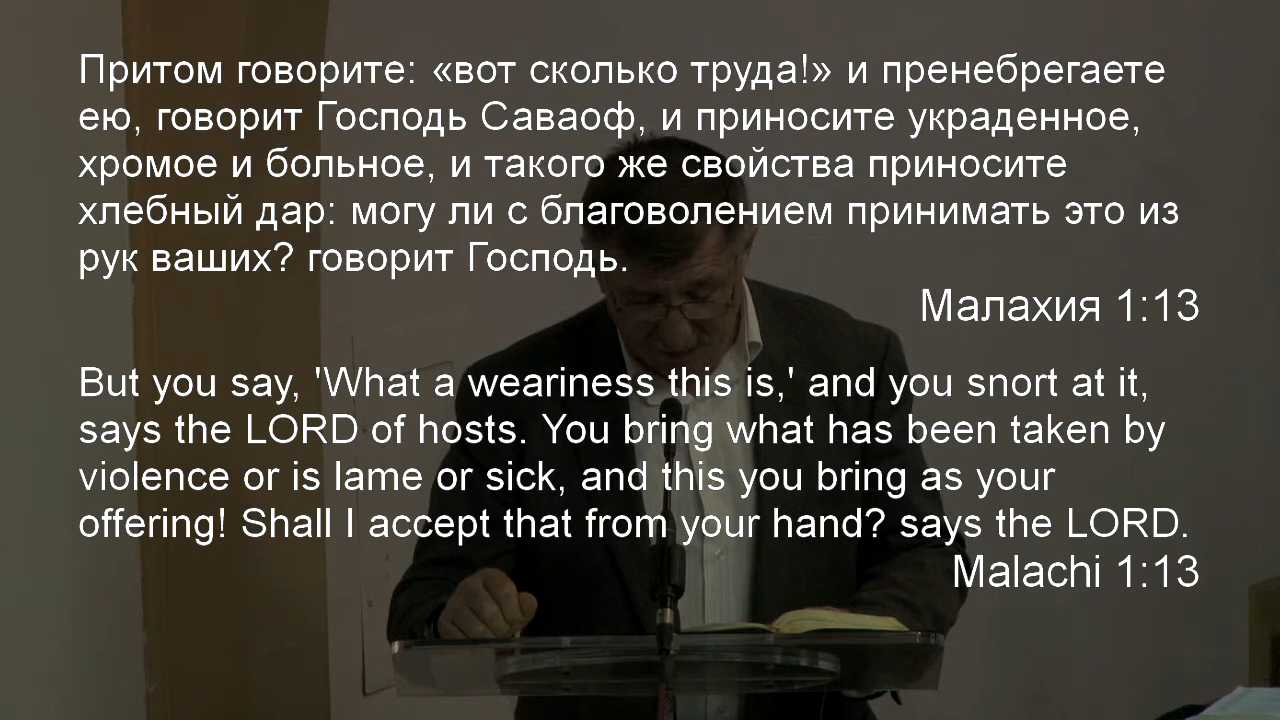 Притом говорите: «вот сколько труда!» и пренебрегаете
ею, говорит Господь Саваоф, и приносите украденное,
хромое и больное, и такого же свойства приносите
хлебный дар: могу ли с благоволением принимать это из
рук ваших? говорит Господь.
Малахия 1:13
But you say, 'What a weariness this is,' and you snort at it,
says the LORD of hosts. You bring what has been taken by
violence or is lame or sick, and this you bring as your
offering! Shall I accept that from your hand? says the LORD.
Malachi 1:13